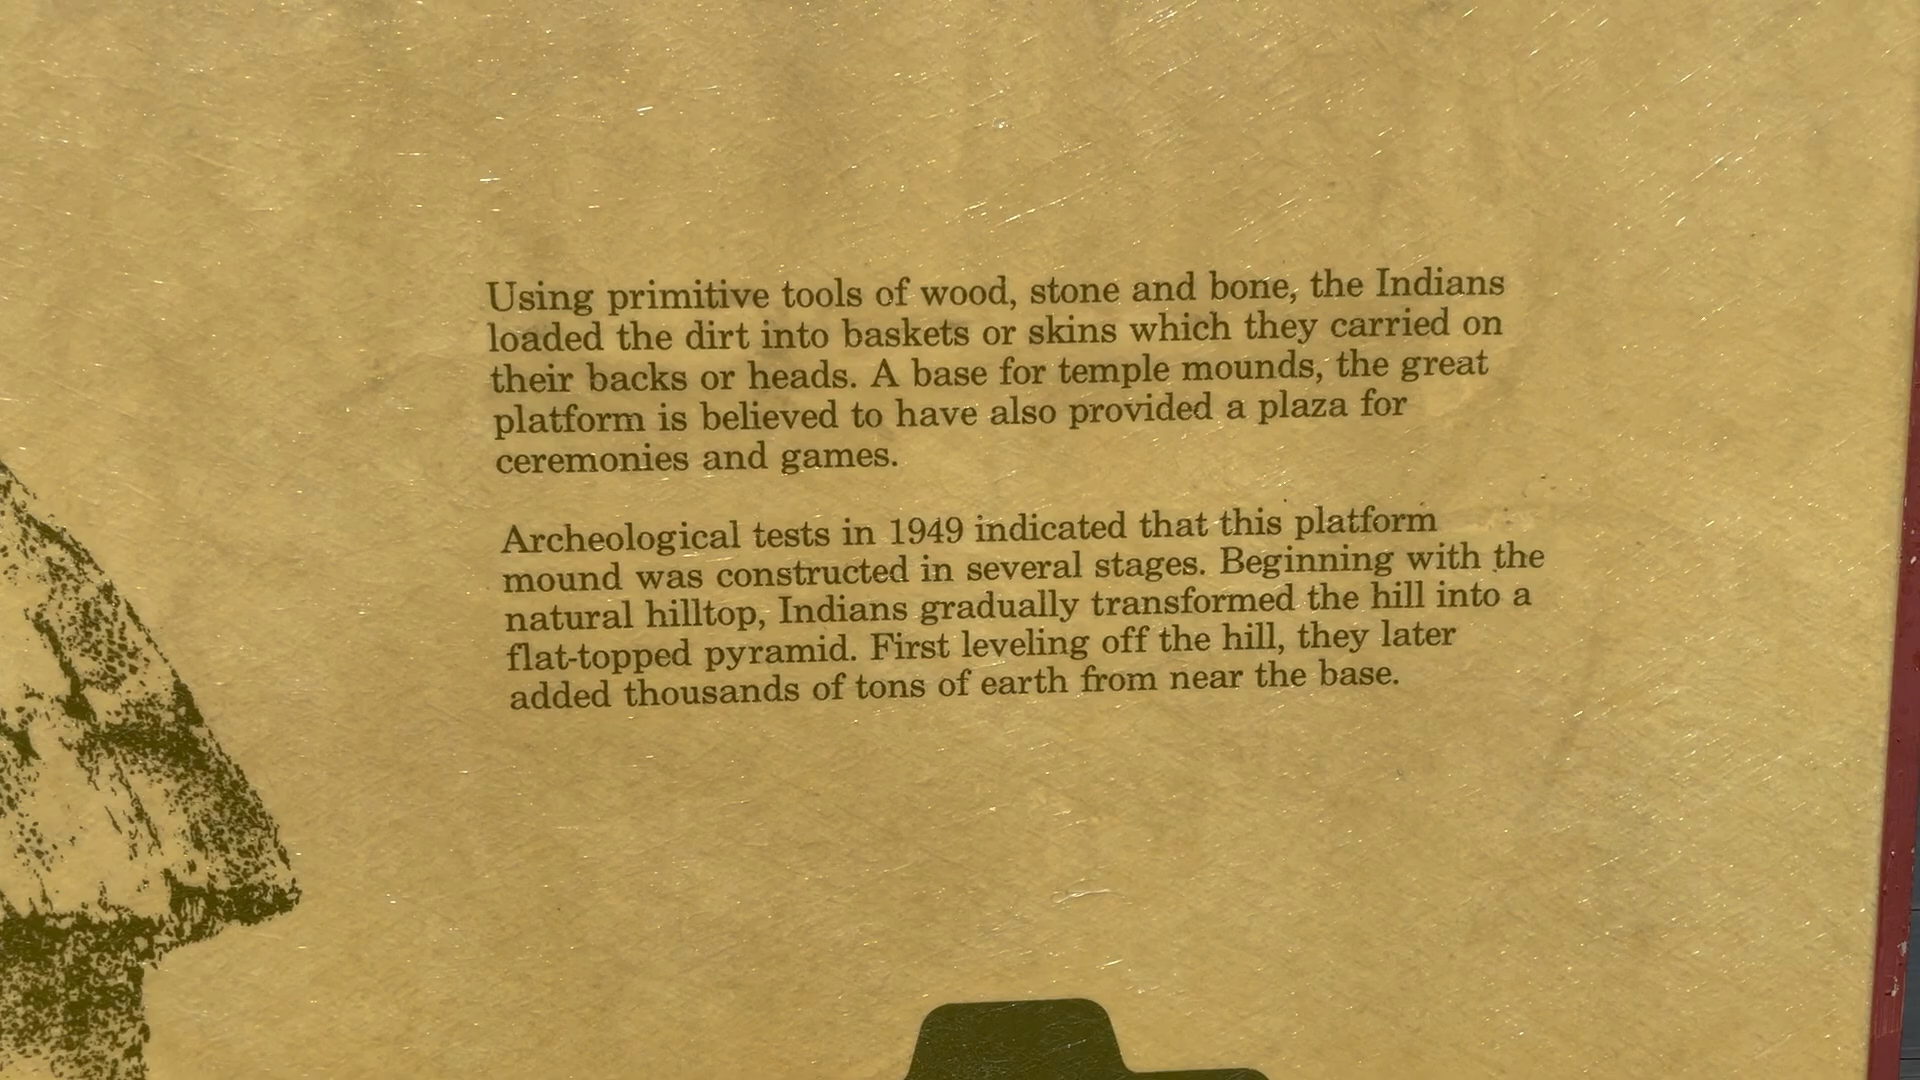 Using primitive tools of wood, stone and bone, the Indians
loaded the dirt into baskets or skins which they carried on
their backs or heads. A base for temple mounds, the great
platform is believed to have also provided a plaza for
ceremonies and games.
Archeological tests in 1949 indicated that this platform
mound was constructed in several stages. Beginning with the
natural hilltop, Indians gradually transformed the hill into a
flat-topped pyramid. First leveling off the hill, they later
added thousands of tons of earth from near the base.